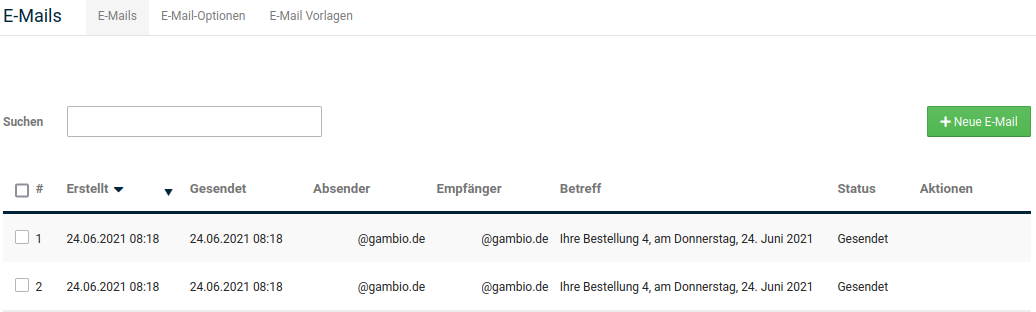 E-Mails E-Mails E-Mail-Optionen E-Mail Vorlagen
Suchen Neue E-Mail
# Erstellt Gesendet Absender Empfänger Betreff Status Aktionen
1 24.06.2021 08:18 24.06.2021 08:18 @gambio.de @gambio.de Ihre Bestellung 4, am Donnerstag, 24. Juni 2021 Gesendet
2 24.06.2021 08:18 24.06.2021 08:18 @gambio.de @gambio.de Ihre Bestellung 4, am Donnerstag, 24. Juni 2021 Gesendet